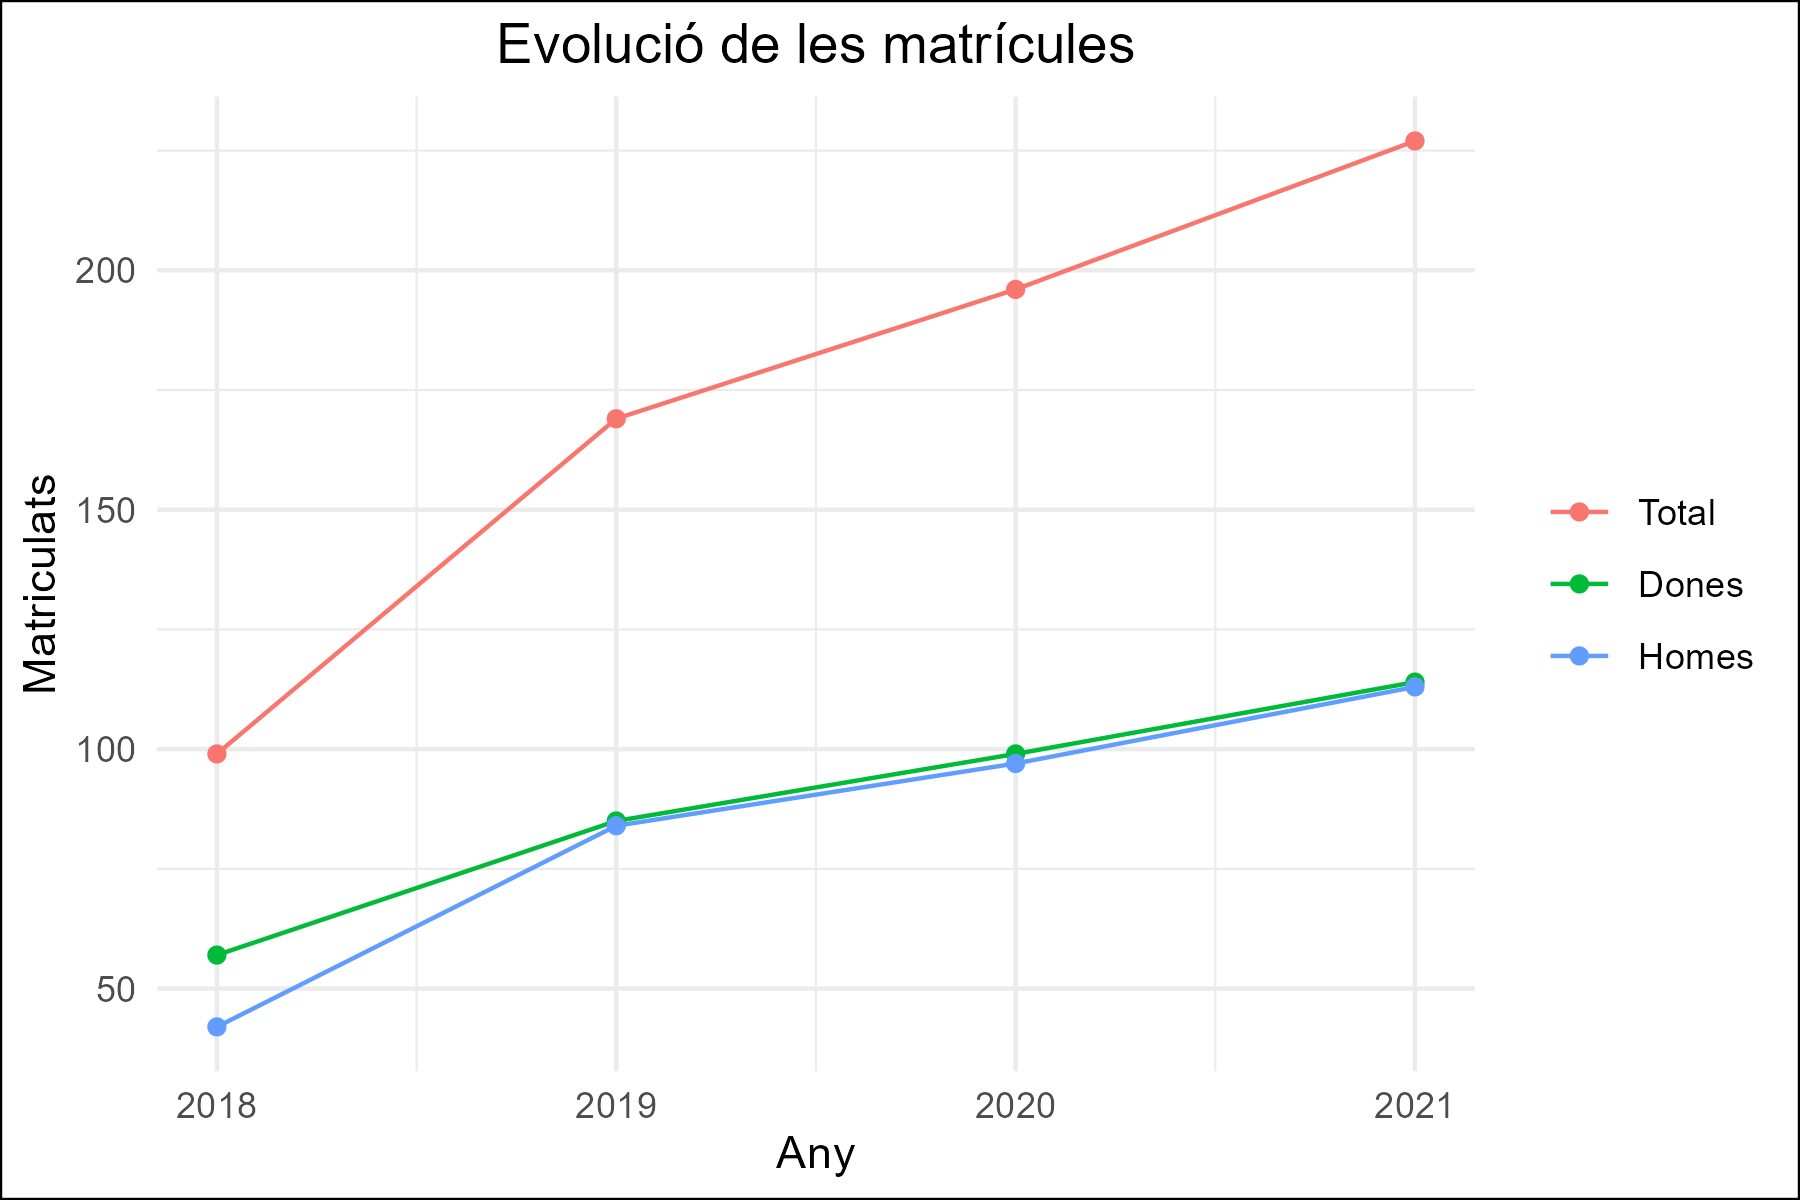 Evolució de les matrícules
Matriculats
200
150
100
50
2018 2019 2020 2021
Any
Total
Dones
Homes